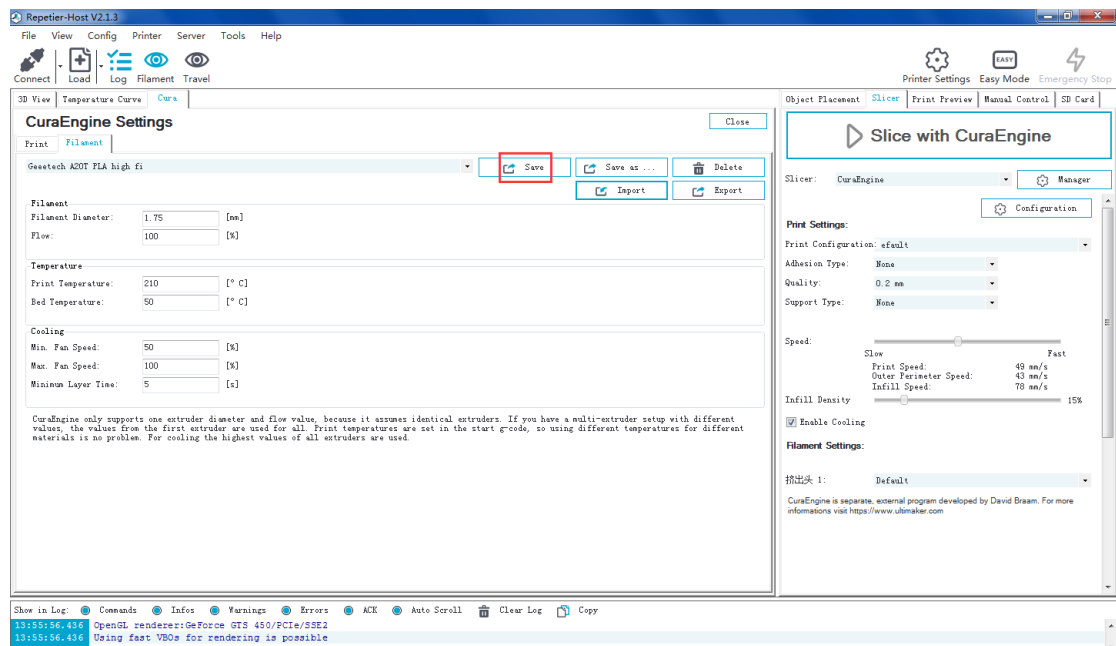 Repetier-Host V2.1.3
File View Config Printer Server Tools Help
Connect Load Log Filament Travel
Printer Settings EASY Easy Mode Emergency Stop
3D View Temperature Curve Cura
Object Placement Slicer Print Preview Manual Control SD Card
CuraEngine Settings
Close
Print Filament
Geeetech A20T PLA high fi
Save
Save as ...
Delete
Import
Export
Filament
Filament Diameter: 1.75 [mm]
Flow: 100 [%]
Temperature
Print Temperature: 210 [° C]
Bed Temperature: 50 [° C]
Cooling
Min. Fan Speed: 50 [%]
Max. Fan Speed: 100 [%]
Minimum Layer Time: 5 [s]
CuraEngine only supports one extruder diameter and flow value, because it assumes identical extruders. If you have a multi-extruder setup with different
values, the values from the first extruder are used for all. Print temperatures are set in the start g-code, so using different temperatures for different
materials is no problem. For cooling the highest values of all extruders are used.
Slice with CuraEngine
Slicer: CuraEngine
Manager
Configuration
Print Settings:
Print Configuration: efault
Adhesion Type: None
Quality: 0.2 mm
Support Type: None
Speed:
Slow Fast
Print Speed: 49 mm/s
Outer Perimeter Speed: 43 mm/s
Infill Speed: 78 mm/s
Infill Density 15%
Enable Cooling
Filament Settings:
挤出头 1: Default
CuraEngine is separate, external program developed by David Braam. For more
informations visit https://www.ultimaker.com
Show in Log: Commands Infos Warnings Errors ACK Auto Scroll Clear Log Copy
13:55:56.436 OpenGL renderer:GeForce GTS 450/PCIe/SSE2
13:55:56.436 Using fast VBOs for rendering is possible